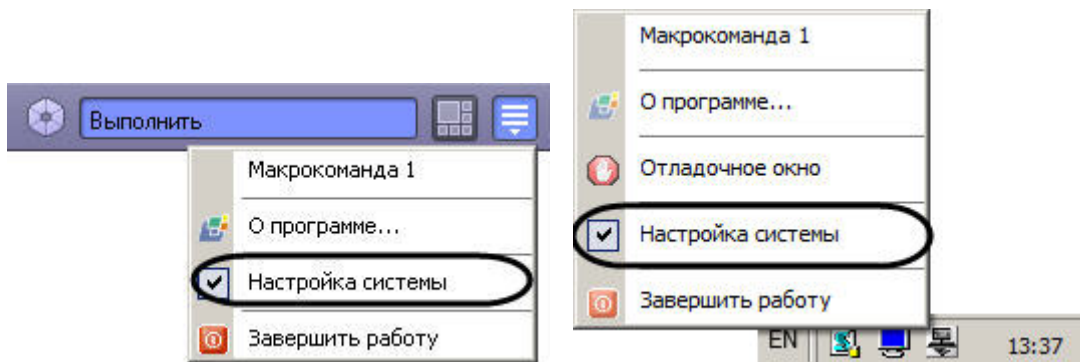 Выполнить
Макрокоманда 1
О программе...
Настройка системы
Завершить работу
Макрокоманда 1
О программе...
Отладочное окно
Настройка системы
Завершить работу
EN
13:37